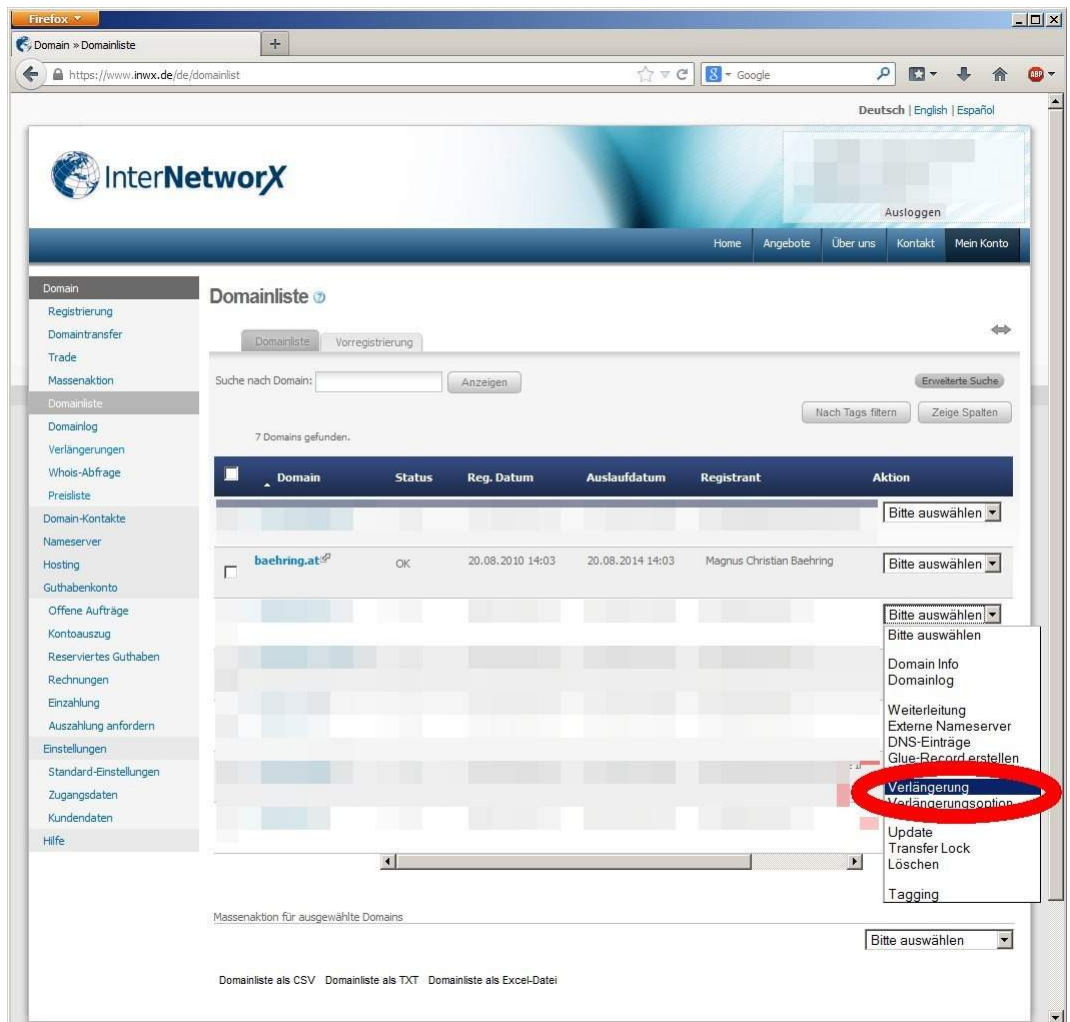 Firefox
Domain » Domainliste
https://www.inwx.de/de/domainlist
Google
ABP
Deutsch | English | Español
InterNetworX
Ausloggen
Home Angebote Über uns Kontakt Mein Konto
Domain
Registrierung
Domaintransfer
Trade
Massenaktion
Domainliste
Domainlog
Verlängerungen
Whois-Abfrage
Preisliste
Domain-Kontakte
Nameserver
Hosting
Guthabenkonto
Offene Aufträge
Kontoauszug
Reserviertes Guthaben
Rechnungen
Einzahlung
Auszahlung anfordern
Einstellungen
Standard-Einstellungen
Zugangsdaten
Kundendaten
Hilfe
Domainliste ?
Domainliste Vorregistrierung
Suche nach Domain: Anzeigen Erweiterte Suche
Nach Tags filtern Zeige Spalten
7 Domains gefunden.
Domain Status Reg. Datum Auslaufdatum Registrant Aktion
Bitte auswählen
baehring.at OK 20.08.2010 14:03 20.08.2014 14:03 Magnus Christian Baehring Bitte auswählen
Bitte auswählen
Bitte auswählen
Domain Info
Domainlog
Weiterleitung
Externe Nameserver
DNS-Einträge
Glue-Record erstellen
Verlängerung
Verlängerungsoption
Update
Transfer Lock
Löschen
Tagging
Massenaktion für ausgewählte Domains
Bitte auswählen
Domainliste als CSV Domainliste als TXT Domainliste als Excel-Datei